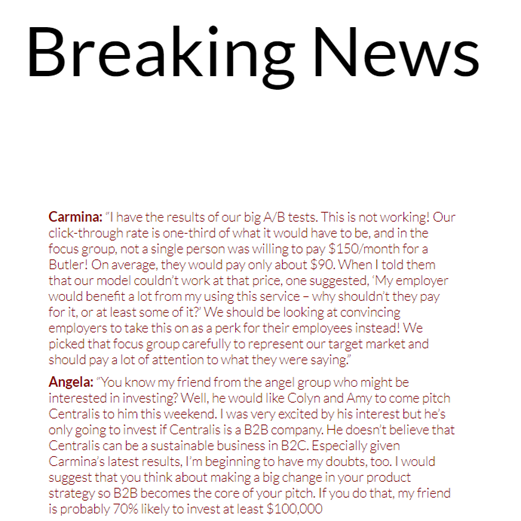 Breaking News
Carmina: “I have the results of our big A/B tests. This is not working! Our
click-through rate is one-third of what it would have to be, and in the
focus group, not a single person was willing to pay $150/month for a
Butler! On average, they would pay only about $90. When I told them
that our model couldn’t work at that price, one suggested, ‘My employer
would benefit a lot from my using this service – why shouldn’t they pay
for it, or at least some of it?’ We should be looking at convincing
employers to take this on as a perk for their employees instead! We
picked that focus group carefully to represent our target market and
should pay a lot of attention to what they were saying.”
Angela: “You know my friend from the angel group who might be
interested in investing? Well, he would like Colyn and Amy to come pitch
Centralis to him this weekend. I was very excited by his interest but he’s
only going to invest if Centralis is a B2B company. He doesn’t believe that
Centralis can be a sustainable business in B2C. Especially given
Carmina’s latest results, I’m beginning to have my doubts, too. I would
suggest that you think about making a big change in your product
strategy so B2B becomes the core of your pitch. If you do that, my friend
is probably 70% likely to invest at least $100,000